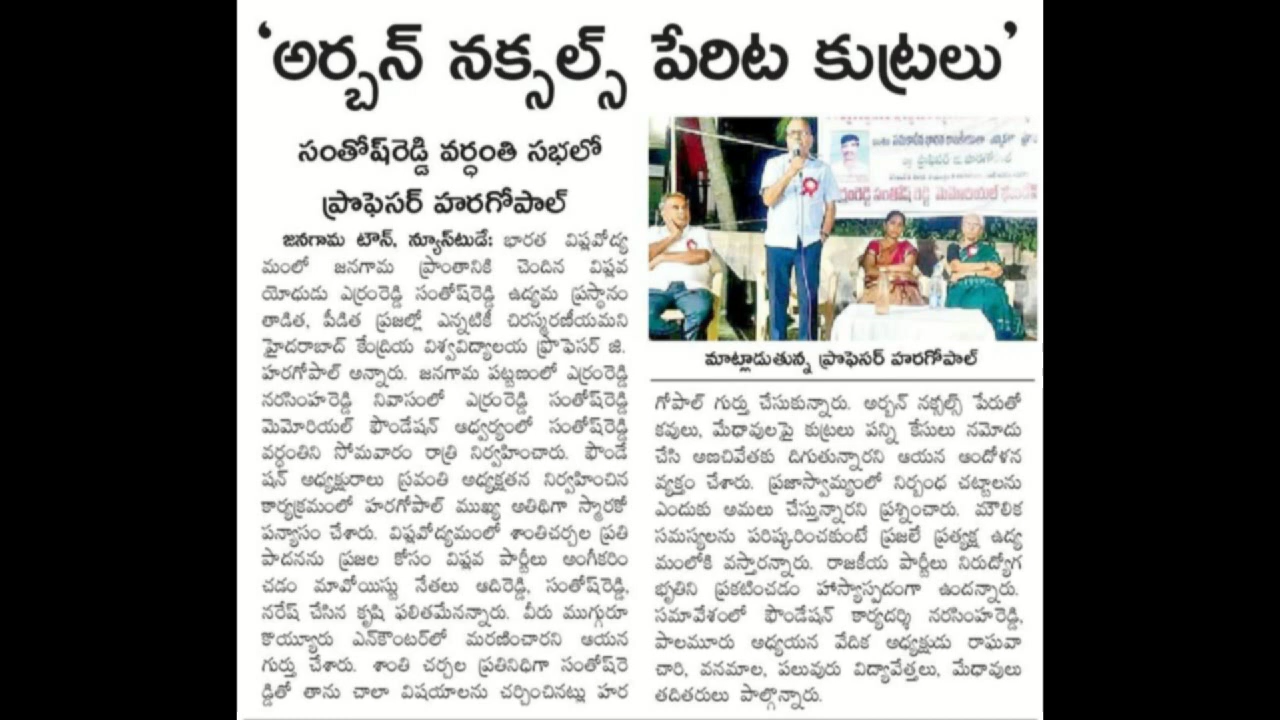 ‘అర్బన్ నక్సల్స్ పేరిట కుట్రలు’
సంతోష్‌రెడ్డి వర్ధంతి సభలో
ప్రొఫెసర్ హరగోపాల్
జనగామ టౌన్, న్యూస్‌టుడే: భారత విప్లవోద్య
మంలో జనగామ ప్రాంతానికి చెందిన విప్లవ
యోధుడు ఎర్రంరెడ్డి సంతోష్‌రెడ్డి ఉద్యమ ప్రస్థానం
తాడిత, పీడిత ప్రజల్లో ఎన్నటికీ చిరస్మరణీయమని
హైదరాబాద్ కేంద్రియ విశ్వవిద్యాలయ ప్రొఫెసర్ జి.
హరగోపాల్ అన్నారు. జనగామ పట్టణంలో ఎర్రంరెడ్డి
నరసింహరెడ్డి నివాసంలో ఎర్రంరెడ్డి సంతోష్‌రెడ్డి
మెమోరియల్ ఫౌండేషన్ ఆధ్వర్యంలో సంతోష్‌రెడ్డి
వర్ధంతిని సోమవారం రాత్రి నిర్వహించారు. ఫౌండే
షన్ అధ్యక్షురాలు స్రవంతి అధ్యక్షతన నిర్వహించిన
కార్యక్రమంలో హరగోపాల్ ముఖ్య అతిథిగా స్మారకో
పన్యాసం చేశారు. విప్లవోద్యమంలో శాంతిచర్చల ప్రతి
పాదనను ప్రజల కోసం విప్లవ పార్టీలు అంగీకరిం
చడం మావోయిస్టు నేతలు ఆదిరెడ్డి, సంతోష్‌రెడ్డి,
నరేష్ చేసిన కృషి ఫలితమేనన్నారు. వీరు ముగ్గురూ
కొయ్యూరు ఎన్‌కౌంటర్‌లో మరణించారని ఆయన
గుర్తు చేశారు. శాంతి చర్చల ప్రతినిధిగా సంతోష్‌రె
డ్డితో తాను చాలా విషయాలను చర్చించినట్లు హర
ప్రొఫెసర్
సంతోష్ రెడ్డి మెమోరియల్
మాట్లాడుతున్న ప్రొఫెసర్ హరగోపాల్
గోపాల్ గుర్తు చేసుకున్నారు. అర్బన్ నక్సల్స్ పేరుతో
కవులు, మేధావులపై కుట్రలు పన్ని కేసులు నమోదు
చేసి అణచివేతకు దిగుతున్నారని ఆయన ఆందోళన
వ్యక్తం చేశారు. ప్రజాస్వామ్యంలో నిర్బంధ చట్టాలను
ఎందుకు అమలు చేస్తున్నారని ప్రశ్నించారు. మౌలిక
సమస్యలను పరిష్కరించకుంటే ప్రజలే ప్రత్యక్ష ఉద్య
మంలోకి వస్తారన్నారు. రాజకీయ పార్టీలు నిరుద్యోగ
భృతిని ప్రకటించడం హాస్యాస్పదంగా ఉందన్నారు.
సమావేశంలో ఫౌండేషన్ కార్యదర్శి నరసింహరెడ్డి,
పాలమూరు అధ్యయన వేదిక అధ్యక్షుడు రాఘవా
చారి, వనమాల, పలువురు విద్యావేత్తలు, మేధావులు
తదితరులు పాల్గొన్నారు.